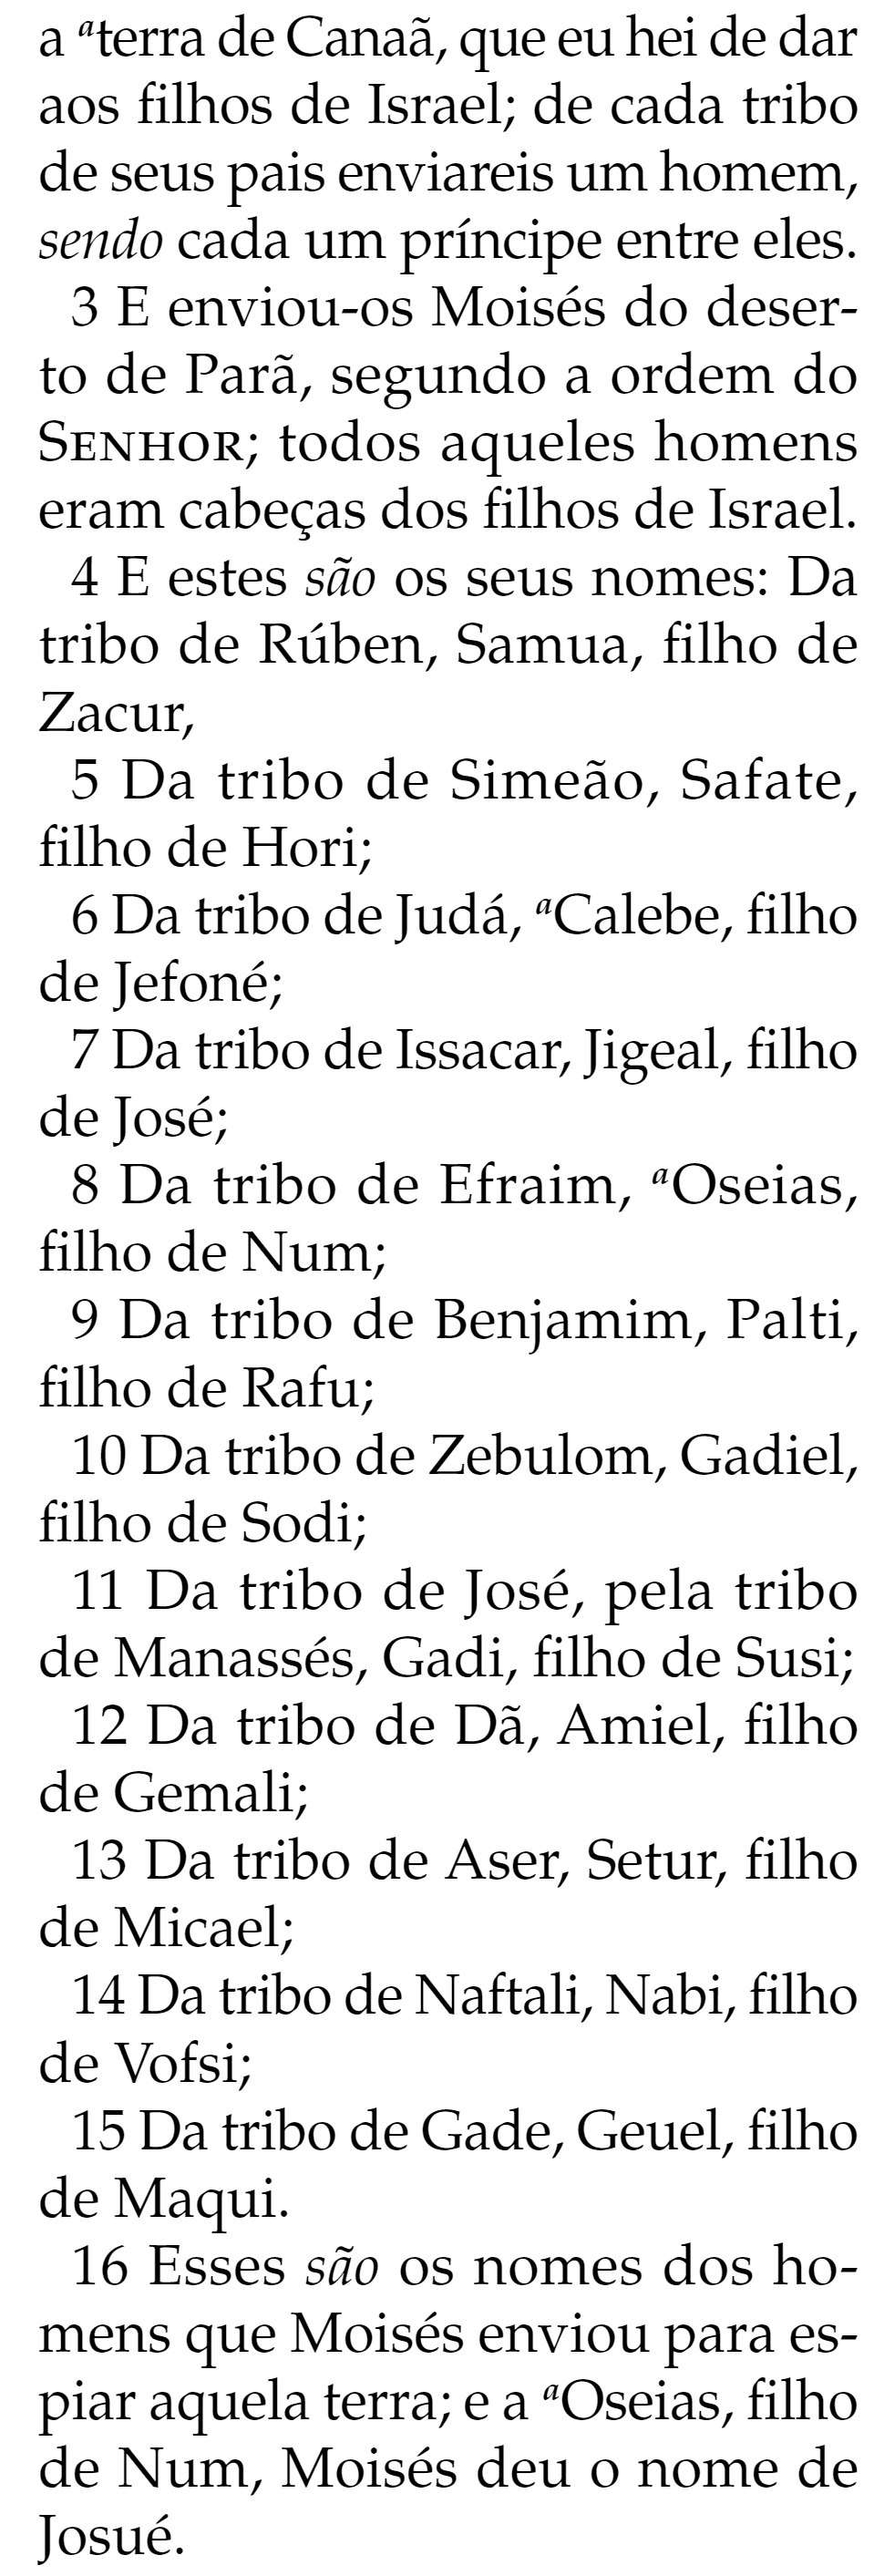 a ᵃterra de Canaã, que eu hei de dar
aos filhos de Israel; de cada tribo
de seus pais enviareis um homem,
sendo cada um príncipe entre eles.
3 E enviou-os Moisés do deser-
to de Parã, segundo a ordem do
SENHOR; todos aqueles homens
eram cabeças dos filhos de Israel.
4 E estes são os seus nomes: Da
tribo de Rúben, Samua, filho de
Zacur,
5 Da tribo de Simeão, Safate,
filho de Hori;
6 Da tribo de Judá, ᵃCalebe, filho
de Jefoné;
7 Da tribo de Issacar, Jigeal, filho
de José;
8 Da tribo de Efraim, ᵃOseias,
filho de Num;
9 Da tribo de Benjamim, Palti,
filho de Rafu;
10 Da tribo de Zebulom, Gadiel,
filho de Sodi;
11 Da tribo de José, pela tribo
de Manassés, Gadi, filho de Susi;
12 Da tribo de Dã, Amiel, filho
de Gemali;
13 Da tribo de Aser, Setur, filho
de Micael;
14 Da tribo de Naftali, Nabi, filho
de Vofsi;
15 Da tribo de Gade, Geuel, filho
de Maqui.
16 Esses são os nomes dos ho-
mens que Moisés enviou para es-
piar aquela terra; e a ᵃOseias, filho
de Num, Moisés deu o nome de
Josué.